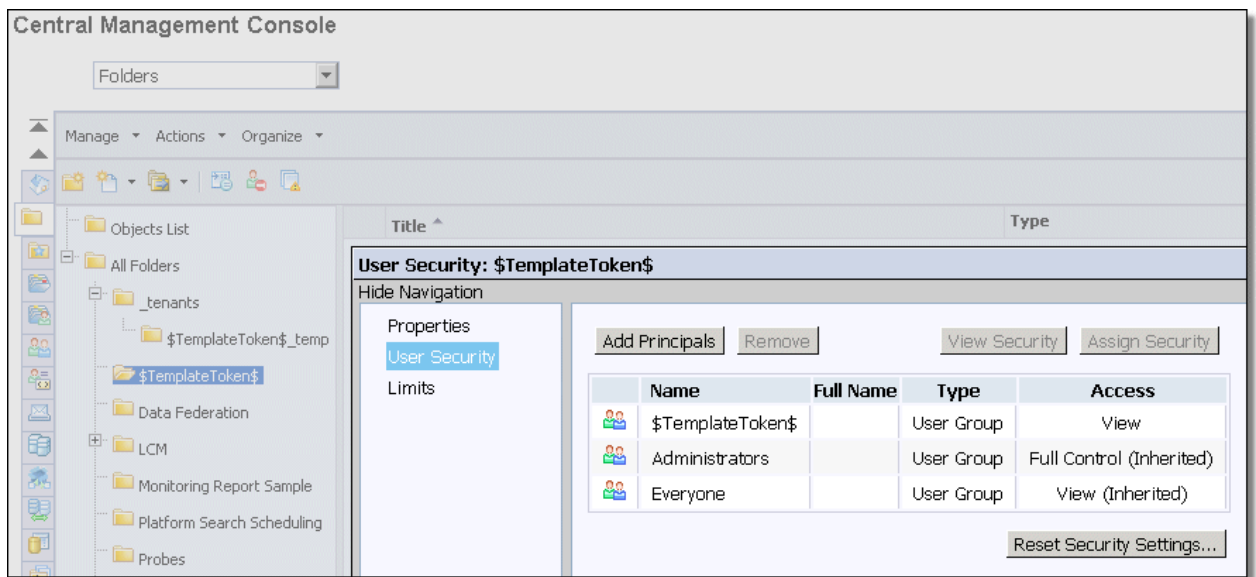 Central Management Console
Folders
Manage Actions Organize
Objects List
All Folders
_tenants
$TemplateToken$_temp
$TemplateToken$
Data Federation
LCM
Monitoring Report Sample
Platform Search Scheduling
Probes
Title Type
User Security: $TemplateToken$
Hide Navigation
Properties
User Security
Limits
Add Principals Remove View Security Assign Security
Name Full Name Type Access
$TemplateToken$ User Group View
Administrators User Group Full Control (Inherited)
Everyone User Group View (Inherited)
Reset Security Settings...